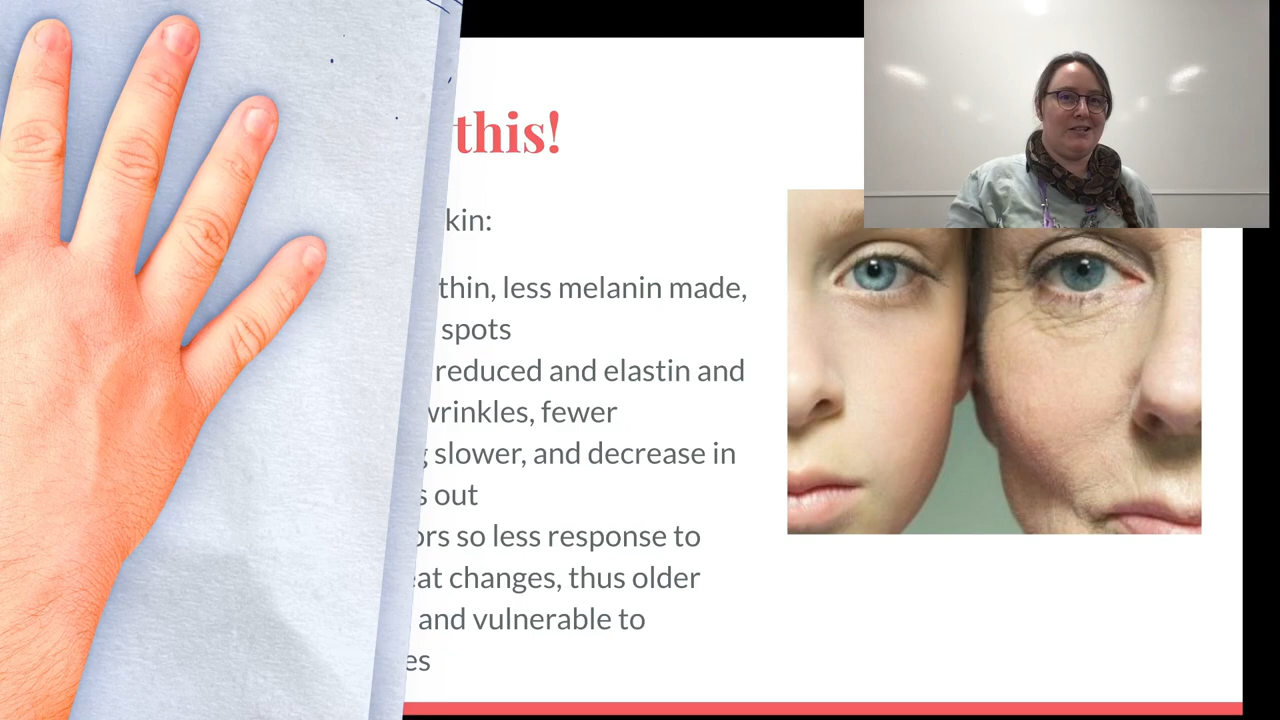 this!
kin:
thin, less melanin made,
spots
reduced and elastin and
wrinkles, fewer
slower, and decrease in
s out
ors so less response to
eat changes, thus older
and vulnerable to
es